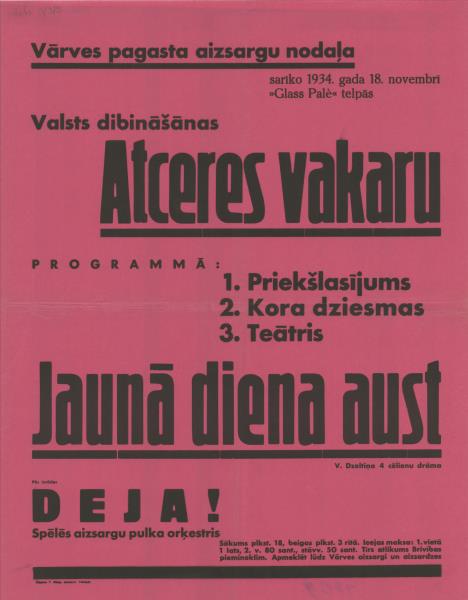 Vārves pagasta aizsargu nodaļa
sarīko 1934. gada 18. novembrī
»Glass Palè« telpās
Valsts dibināšanas
Atceres vakaru
PROGRAMMĀ:
1. Priekšlasījums
2. Kora dziesmas
3. Teātris
Jaunā diena aust
V. Dzeltiņa 4 cēlienu drāma
Pēc izrādes
DEJA!
Spēlēs aizsargu pulka orķestris
Sākums plkst. 18, beigas plkst. 3 rītā. Ieejas maksa: 1. vietā
1 lats, 2. v. 80 sant., stāvv. 50 sant. Tīrs atlikums Brīvības
piemineklim. Apmeklēt lūdz Vārves aizsargi un aizsardzes